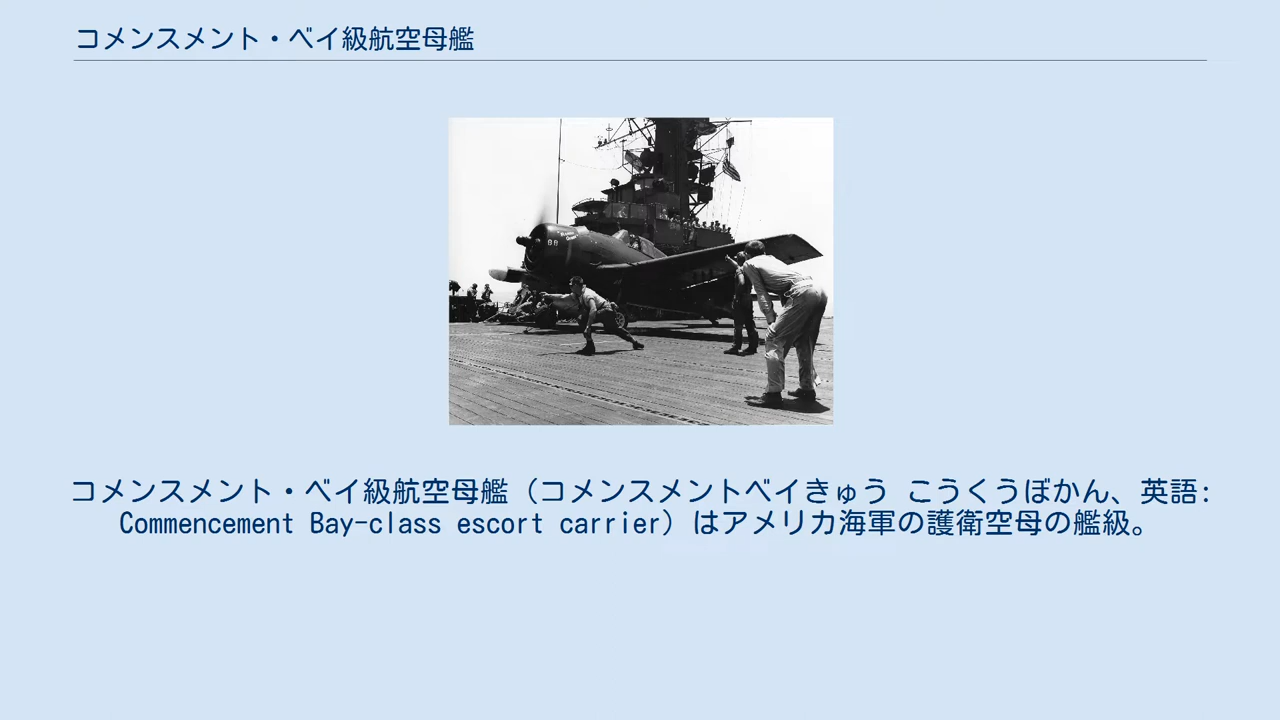 コメンスメント・ベイ級航空母艦
88
コメンスメント・ベイ級航空母艦（コメンスメントベイきゅう こうくうぼかん、英語:
Commencement Bay-class escort carrier）はアメリカ海軍の護衛空母の艦級。